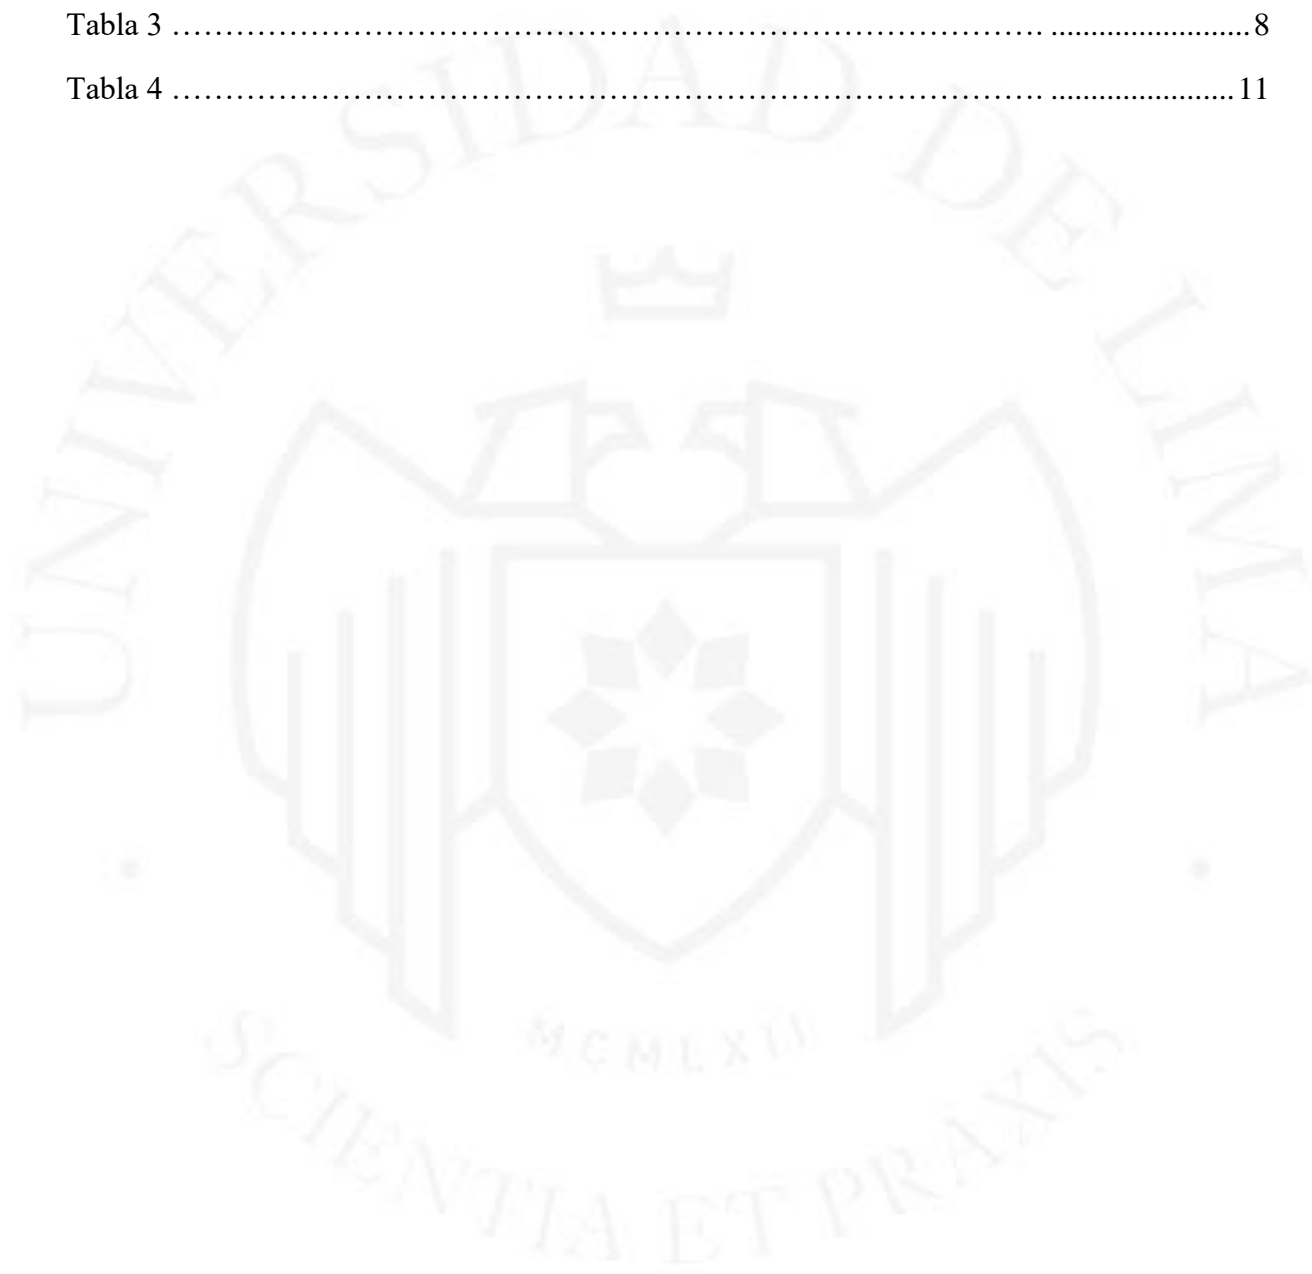 Tabla 3 ……………………………………………………………………… .........................8
Tabla 4 ……………………………………………………………………… .......................11
UNIVERSIDAD DE LIMA
MCMLXII
SCIENTIA ET PRAXIS